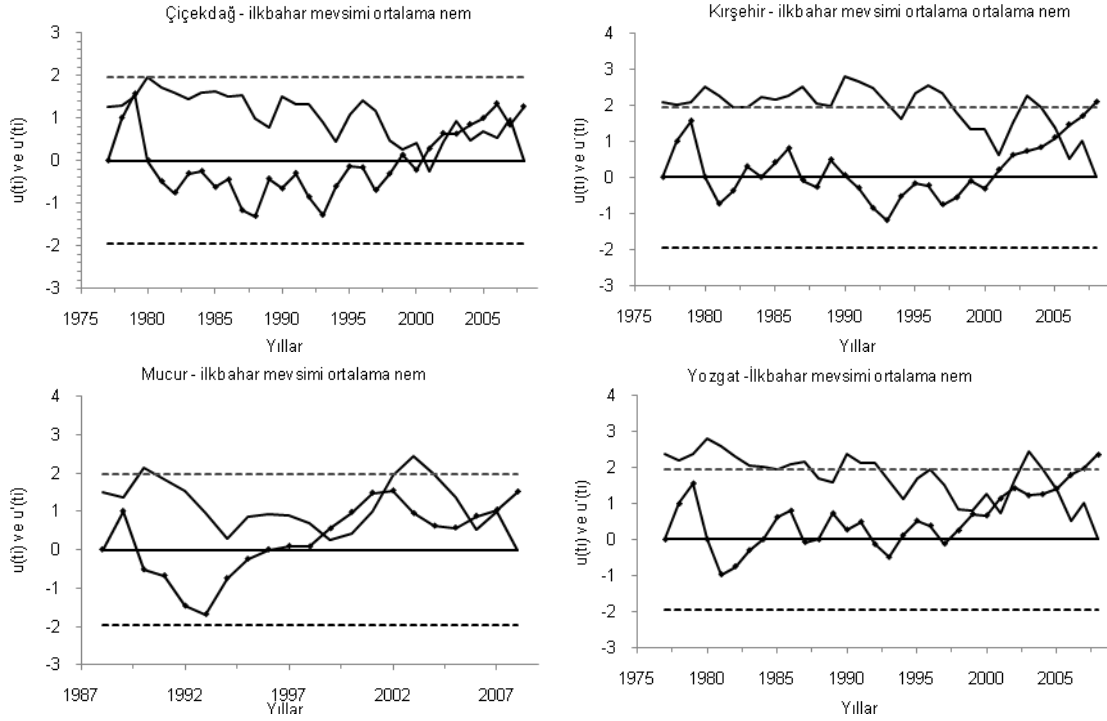 Çiçekdağ - ilkbahar mevsimi ortalama nem
3
2
1
0
-1
-2
-3
u(ti) ve u'(ti)
1975 1980 1985 1990 1995 2000 2005
Yıllar
Kırşehir - ilkbahar mevsimi ortalama ortalama nem
4
3
2
1
0
-1
-2
-3
u(ti) ve u'(ti)
1975 1980 1985 1990 1995 2000 2005
Yıllar
Mucur - ilkbahar mevsimi ortalama nem
4
3
2
1
0
-1
-2
-3
u(ti) ve u'(ti)
1987 1992 1997 2002 2007
Yıllar
Yozgat -İlkbahar mevsimi ortalama nem
4
3
2
1
0
-1
-2
-3
u(ti) ve u'(ti)
1975 1980 1985 1990 1995 2000 2005
Yıllar